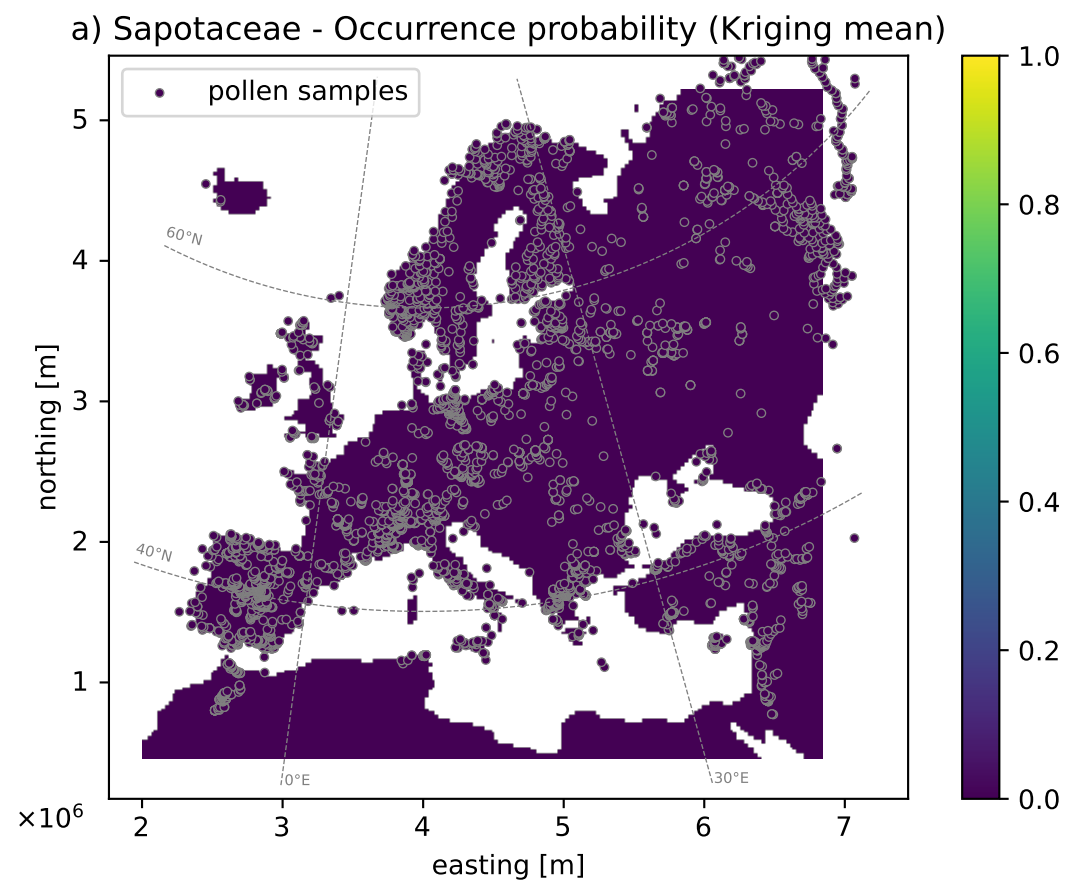 a) Sapotaceae - Occurrence probability (Kriging mean)
pollen samples
60°N
40°N
0°E
30°E
5
4
3
2
1
northing [m]
×10⁶
2 3 4 5 6 7
easting [m]
1.0
0.8
0.6
0.4
0.2
0.0